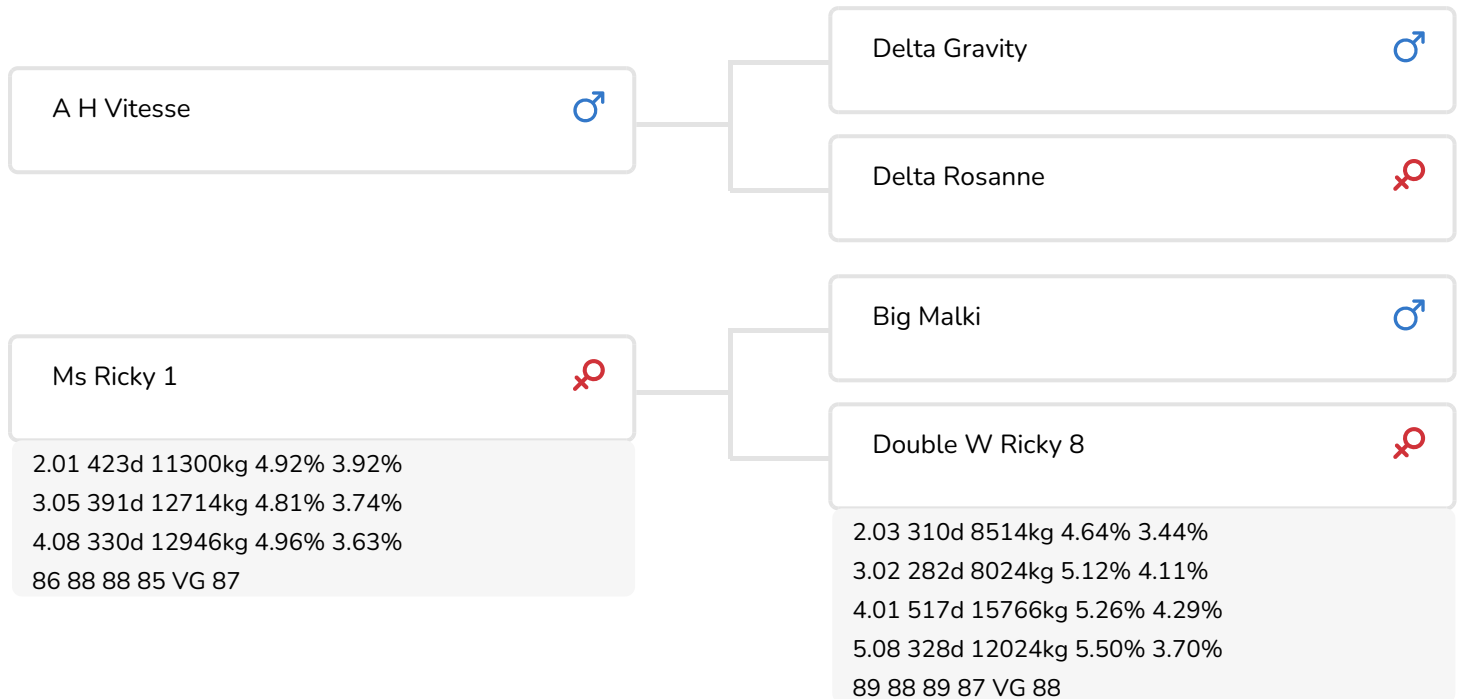 A H Vitesse
Delta Gravity
Delta Rosanne
Ms Ricky 1
2.01 423d 11300kg 4.92% 3.92%
3.05 391d 12714kg 4.81% 3.74%
4.08 330d 12946kg 4.96% 3.63%
86 88 88 85 VG 87
Big Malki
Double W Ricky 8
2.03 310d 8514kg 4.64% 3.44%
3.02 282d 8024kg 5.12% 4.11%
4.01 517d 15766kg 5.26% 4.29%
5.08 328d 12024kg 5.50% 3.70%
89 88 89 87 VG 88